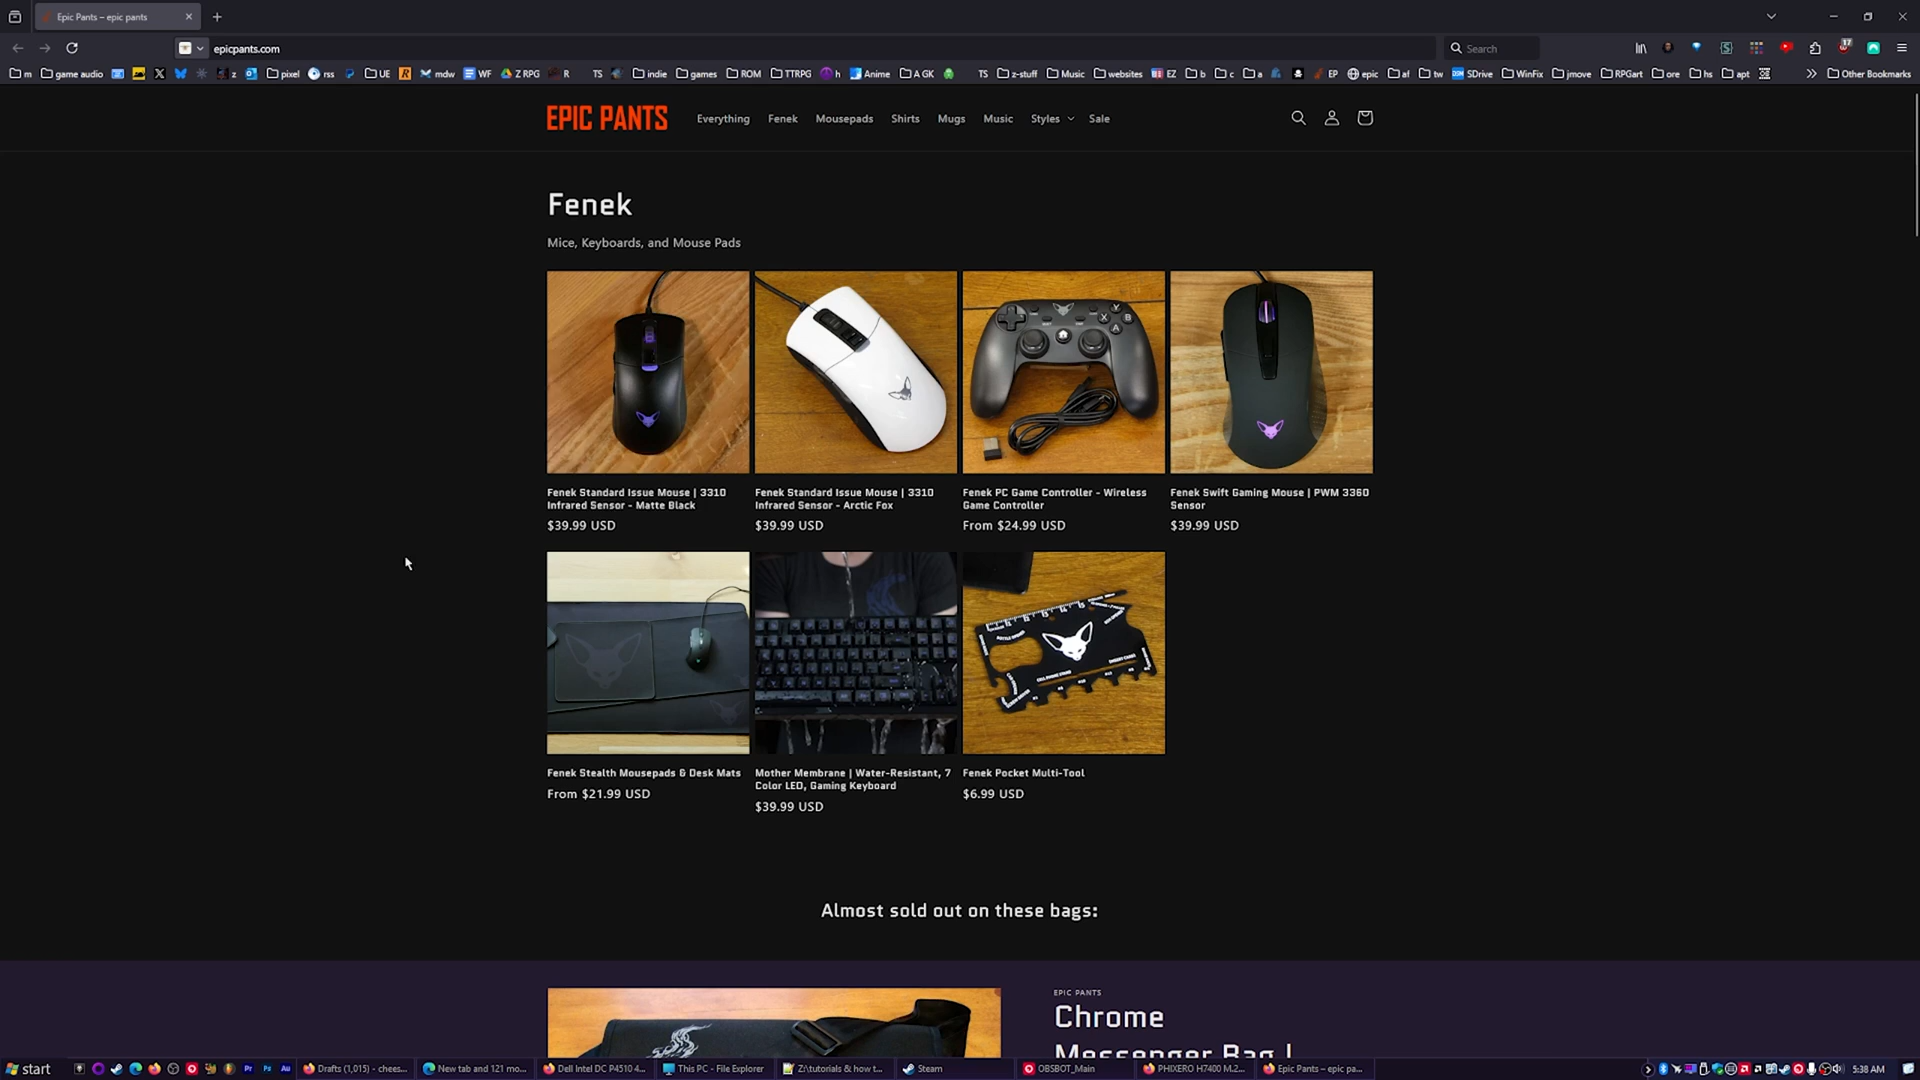 Epic Pants – epic pants
epicpants.com
Search
m
game audio
X
z
pixel
rss
UE
R
mdw
WF
Z RPG
R
TS
indie
games
ROM
TTRPG
h
Anime
A GK
TS
z-stuff
Music
websites
EZ
b
c
a
EP
epic
af
tw
SDrive
WinFix
jmove
RPGart
ore
hs
apt
Other Bookmarks
EPIC PANTS
Everything
Fenek
Mousepads
Shirts
Mugs
Music
Styles
Sale
Fenek
Mice, Keyboards, and Mouse Pads
Fenek Standard Issue Mouse | 3310
Infrared Sensor - Matte Black
$39.99 USD
Fenek Standard Issue Mouse | 3310
Infrared Sensor - Arctic Fox
$39.99 USD
Y
X
B
A
Fenek PC Game Controller - Wireless
Game Controller
From $24.99 USD
Fenek Swift Gaming Mouse | PWM 3360
Sensor
$39.99 USD
Fenek Stealth Mousepads & Desk Mats
From $21.99 USD
Mother Membrane | Water-Resistant, 7
Color LED, Gaming Keyboard
$39.99 USD
Fenek Pocket Multi-Tool
$6.99 USD
Almost sold out on these bags:
EPIC PANTS
Chrome
Messenger Bag |
start
Pr
Ps
Au
Drafts (1,015) - chees...
New tab and 121 mo...
Dell Intel DC P4510 4...
This PC - File Explorer
Z:\tutorials & how t...
Steam
OBSBOT_Main
PHIXERO H7400 M.2...
Epic Pants – epic pa...
5:38 AM